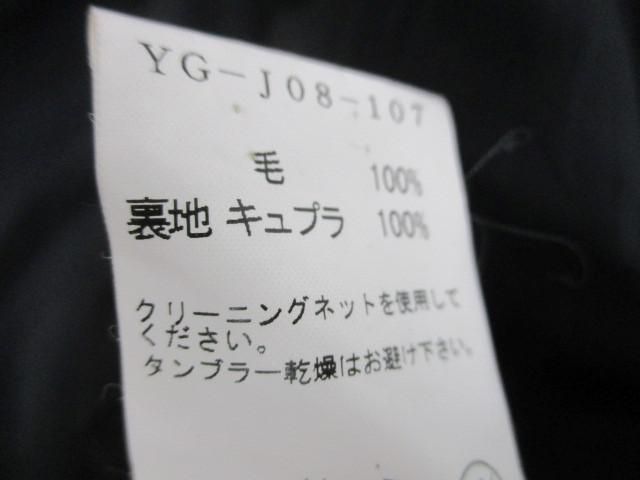 YG-J08-107
毛 100%
裏地 キュプラ 100%
クリーニングネットを使用して
ください。
タンブラー乾燥はお避け下さい。